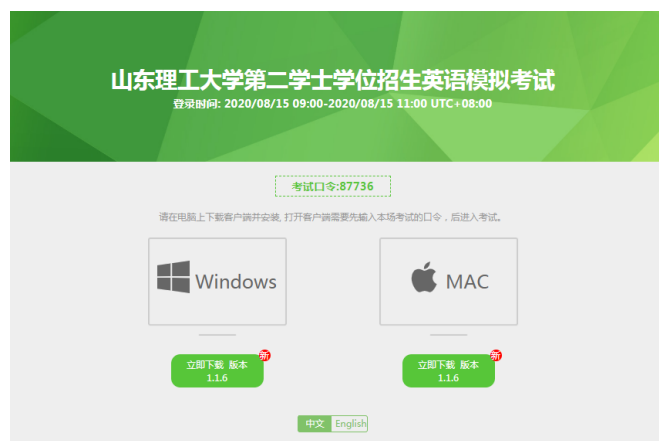 山东理工大学第二学士学位招生英语模拟考试
登录时间: 2020/08/15 09:00-2020/08/15 11:00 UTC+08:00
考试口令:87736
请在电脑上下载客户端并安装, 打开客户端需要先输入本场考试的口令，后进入考试。
Windows
MAC
立即下载 版本
1.1.6
新
立即下载 版本
1.1.6
新
中文 English